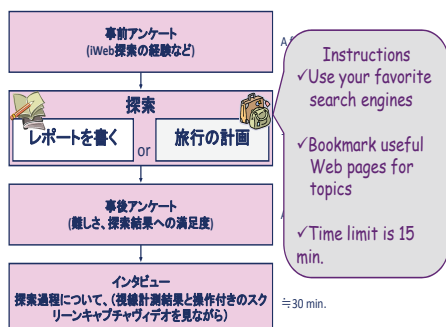 事前アンケート
(iWeb探索の経験など)
探索
レポートを書く
or
旅行の計画
事後アンケート
(難しさ、探索結果への満足度)
インタビュー
探索過程について、(視線計測結果と操作付きのスク
リーンキャプチャヴィデオを見ながら)
≒30 min.
Instructions
✓Use your favorite
search engines
✓Bookmark useful
Web pages for
topics
✓Time limit is 15
min.